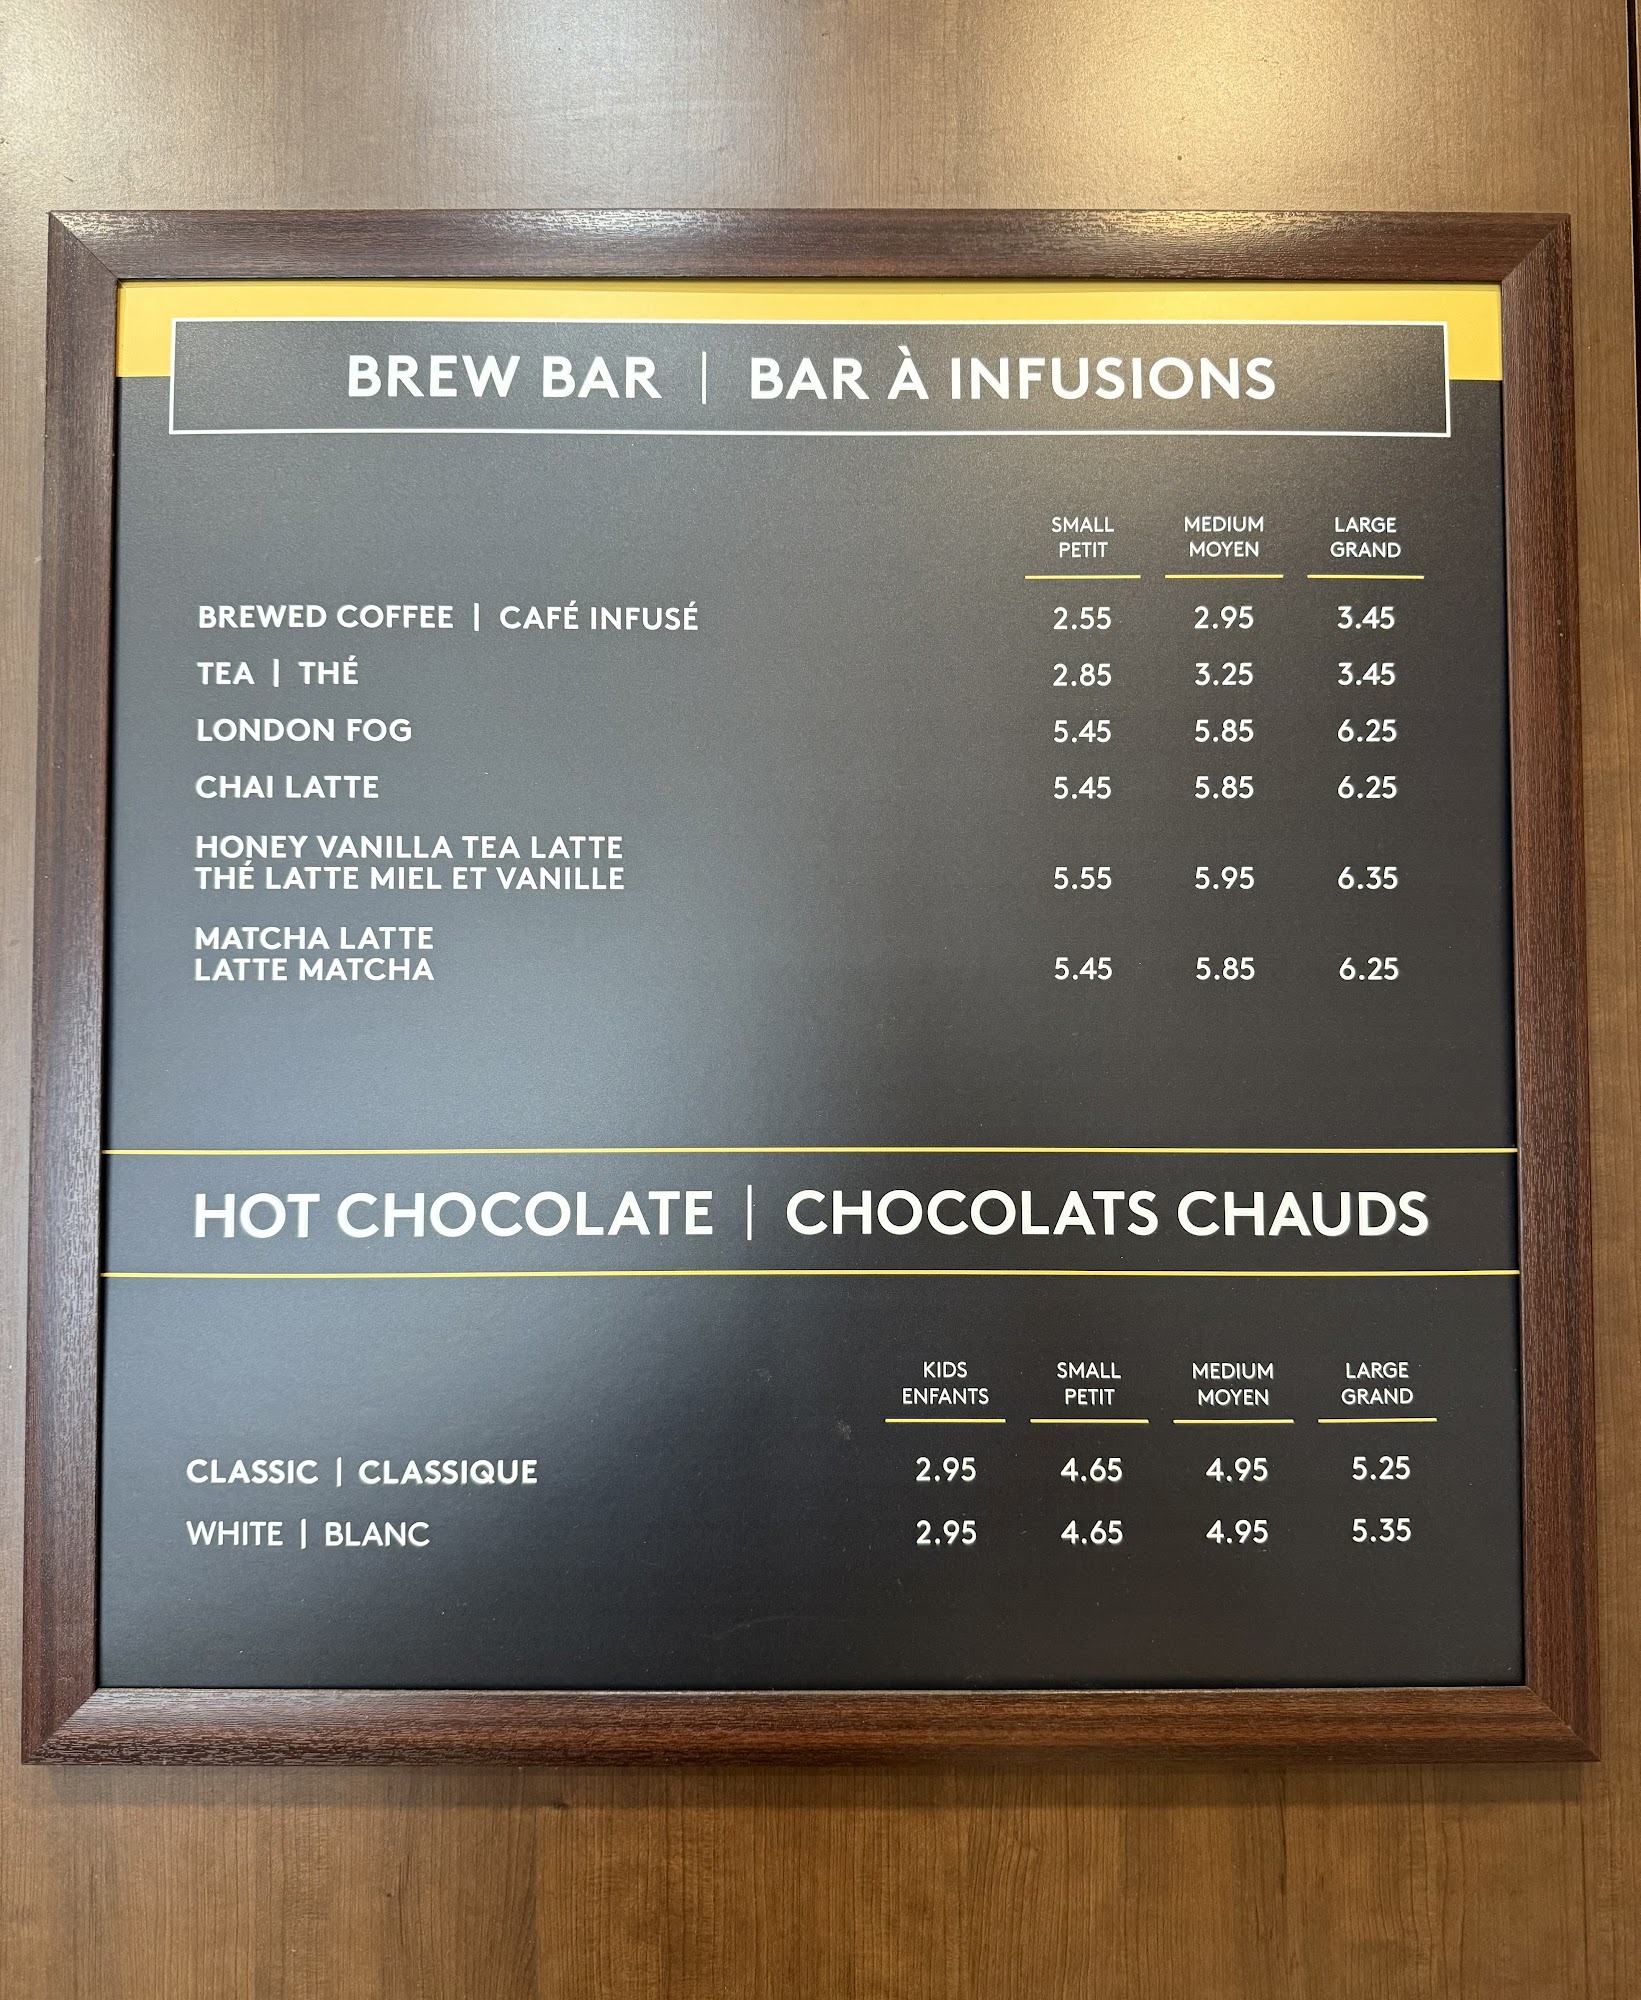 BREW BAR | BAR À INFUSIONS
SMALL MEDIUM LARGE
PETIT MOYEN GRAND
BREWED COFFEE | CAFÉ INFUSÉ 2.55 2.95 3.45
TEA | THÉ 2.85 3.25 3.45
LONDON FOG 5.45 5.85 6.25
CHAI LATTE 5.45 5.85 6.25
HONEY VANILLA TEA LATTE
THÉ LATTE MIEL ET VANILLE 5.55 5.95 6.35
MATCHA LATTE
LATTE MATCHA 5.45 5.85 6.25
HOT CHOCOLATE | CHOCOLATS CHAUDS
KIDS SMALL MEDIUM LARGE
ENFANTS PETIT MOYEN GRAND
CLASSIC | CLASSIQUE 2.95 4.65 4.95 5.25
WHITE | BLANC 2.95 4.65 4.95 5.35